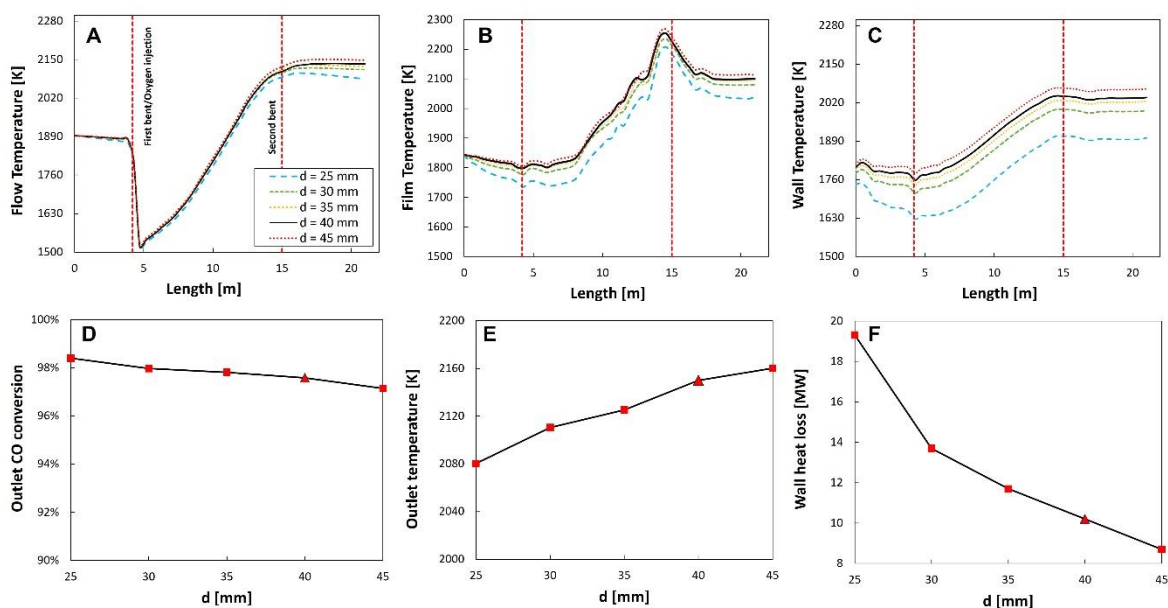 A
Flow Temperature [K]
2280
2150
2020
1890
1760
1630
1500
First bent/Oxygen injection
Second bent
d = 25 mm
d = 30 mm
d = 35 mm
d = 40 mm
d = 45 mm
0
5
10
15
20
Length [m]
B
Film Temperature [K]
2300
2200
2100
2000
1900
1800
1700
1600
1500
0
5
10
15
20
Length [m]
C
Wall Temperature [K]
2280
2150
2020
1890
1760
1630
1500
0
5
10
15
20
Length [m]
D
Outlet CO conversion
100%
98%
96%
94%
92%
90%
25
30
35
40
45
d [mm]
E
Outlet temperature [K]
2200
2160
2120
2080
2040
2000
25
30
35
40
45
d [mm]
F
Wall heat loss [MW]
20
18
16
14
12
10
8
25
30
35
40
45
d [mm]